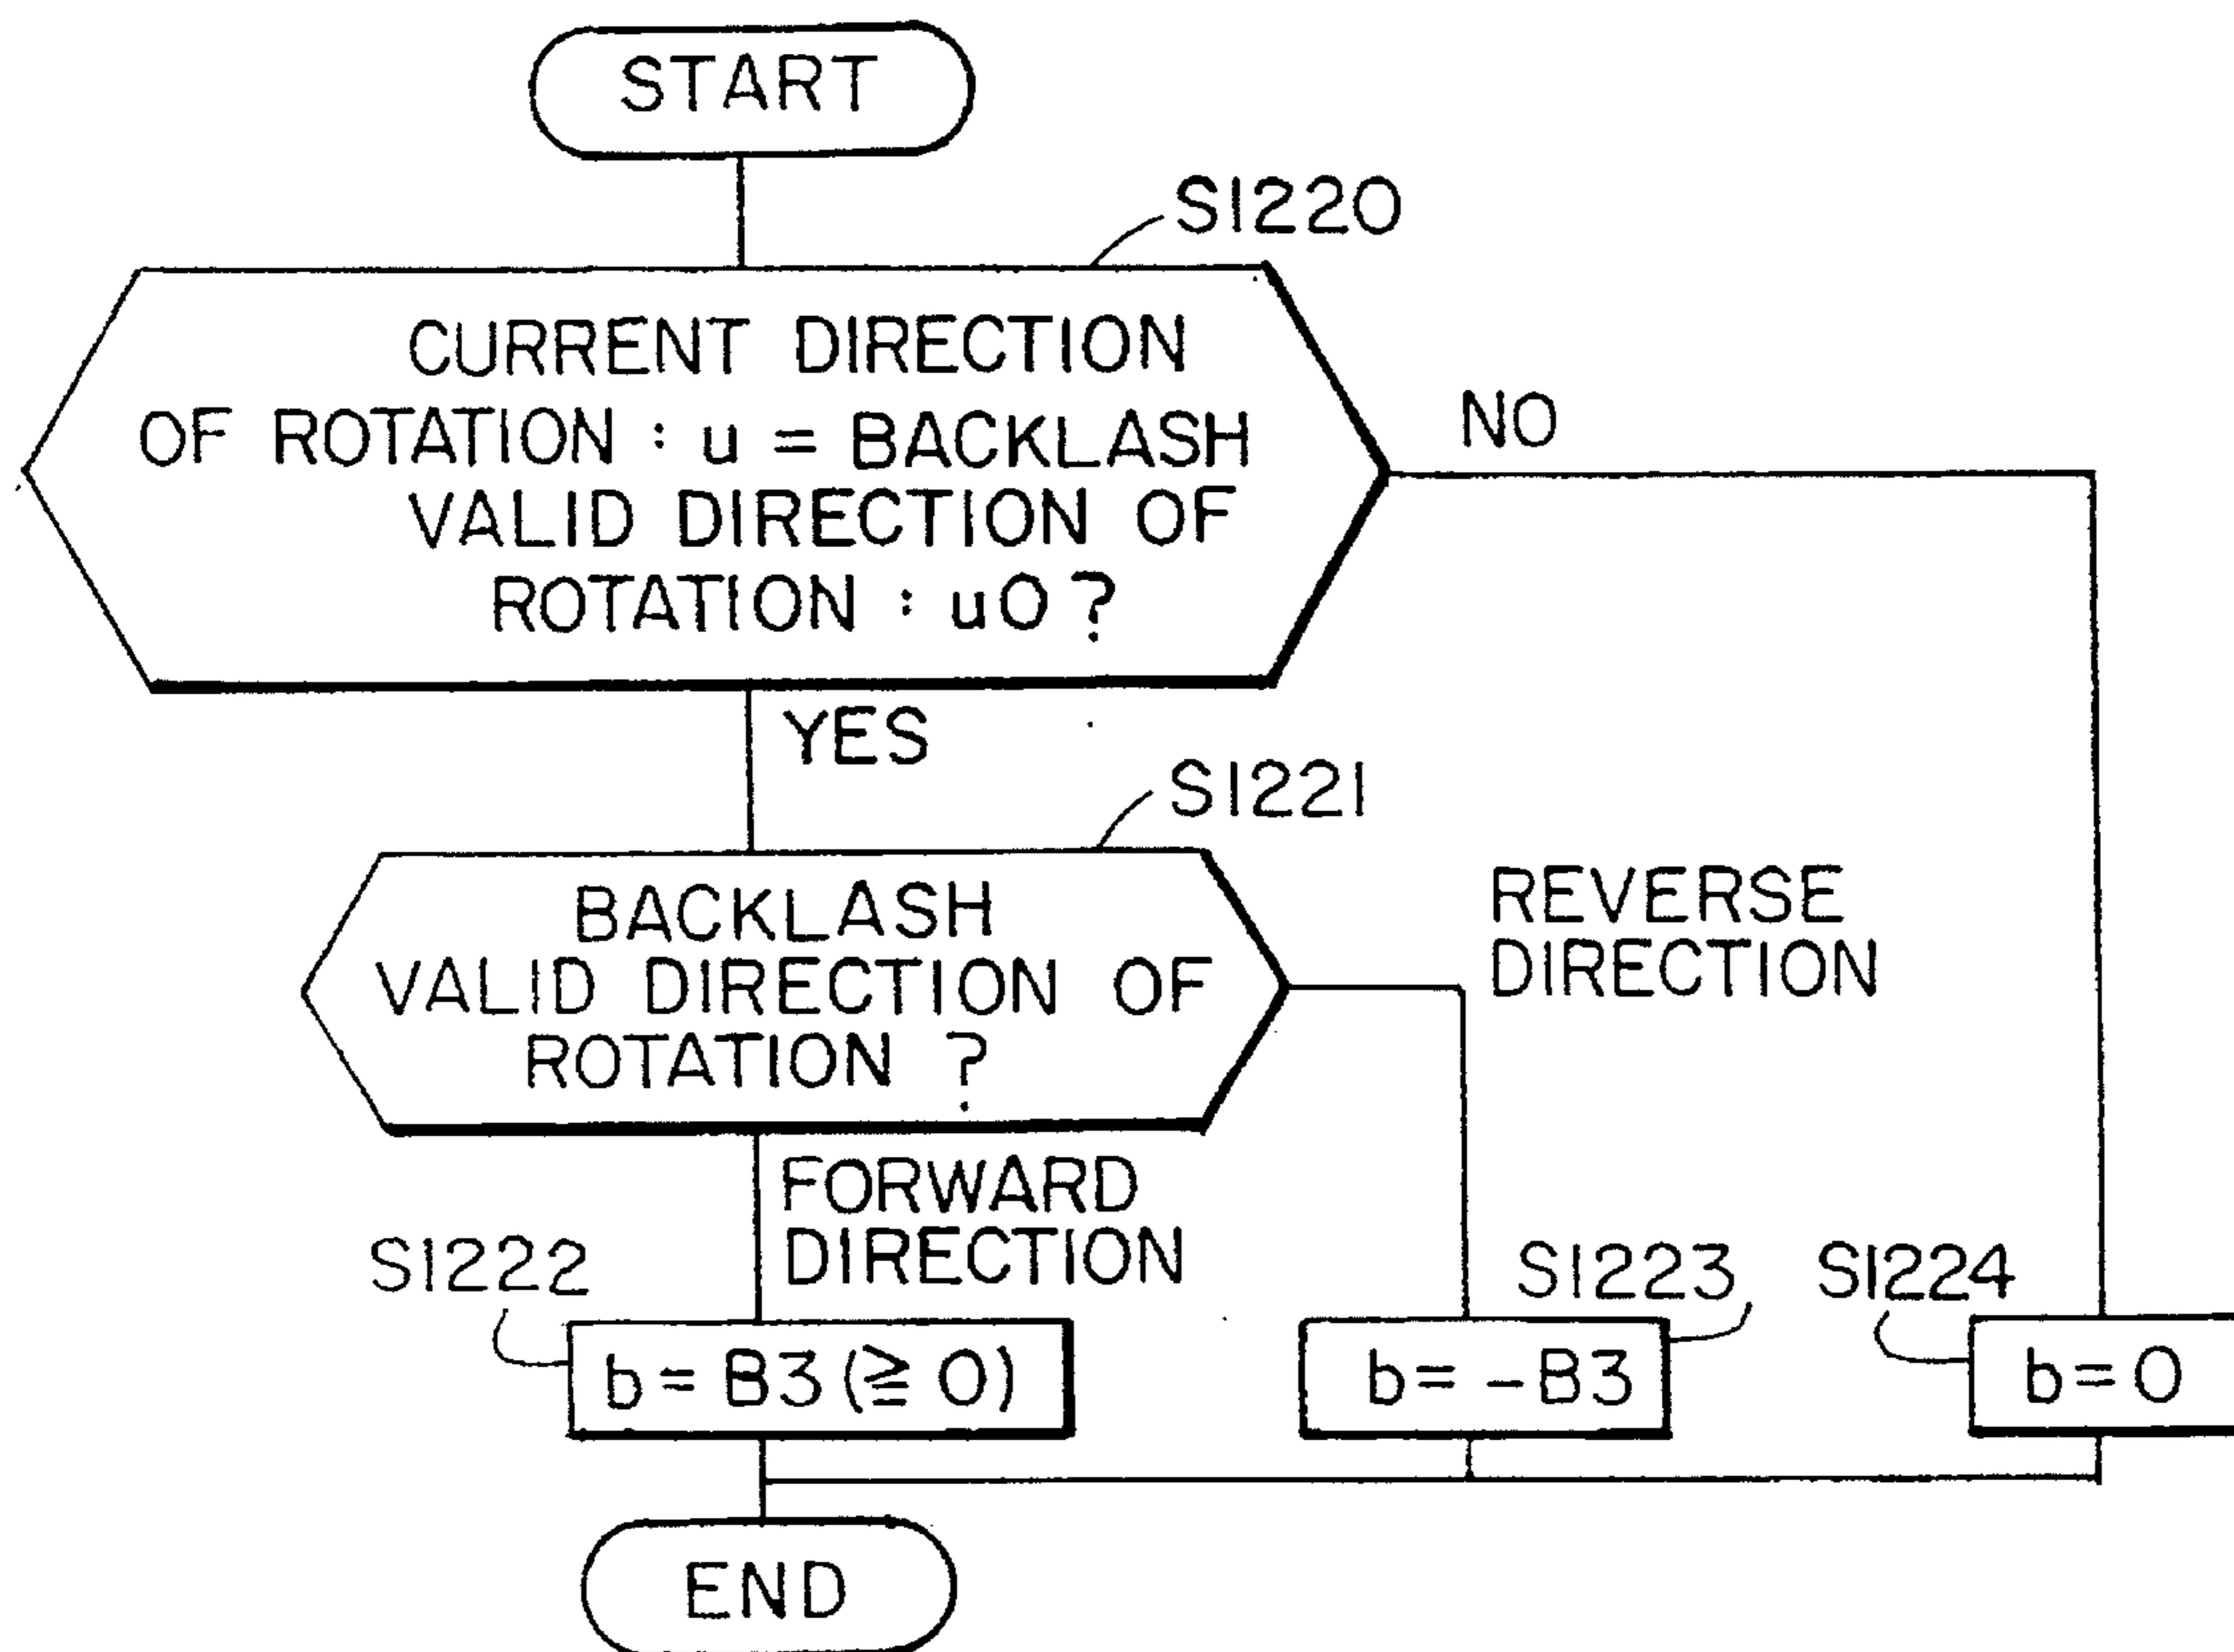 START
S1220
CURRENT DIRECTION
OF ROTATION : u = BACKLASH
VALID DIRECTION OF
ROTATION : u0 ?
NO
YES
S1221
BACKLASH
VALID DIRECTION OF
ROTATION ?
REVERSE
DIRECTION
FORWARD
DIRECTION
S1222
S1223
S1224
b = B3 (≧ 0)
b = -B3
b = 0
END